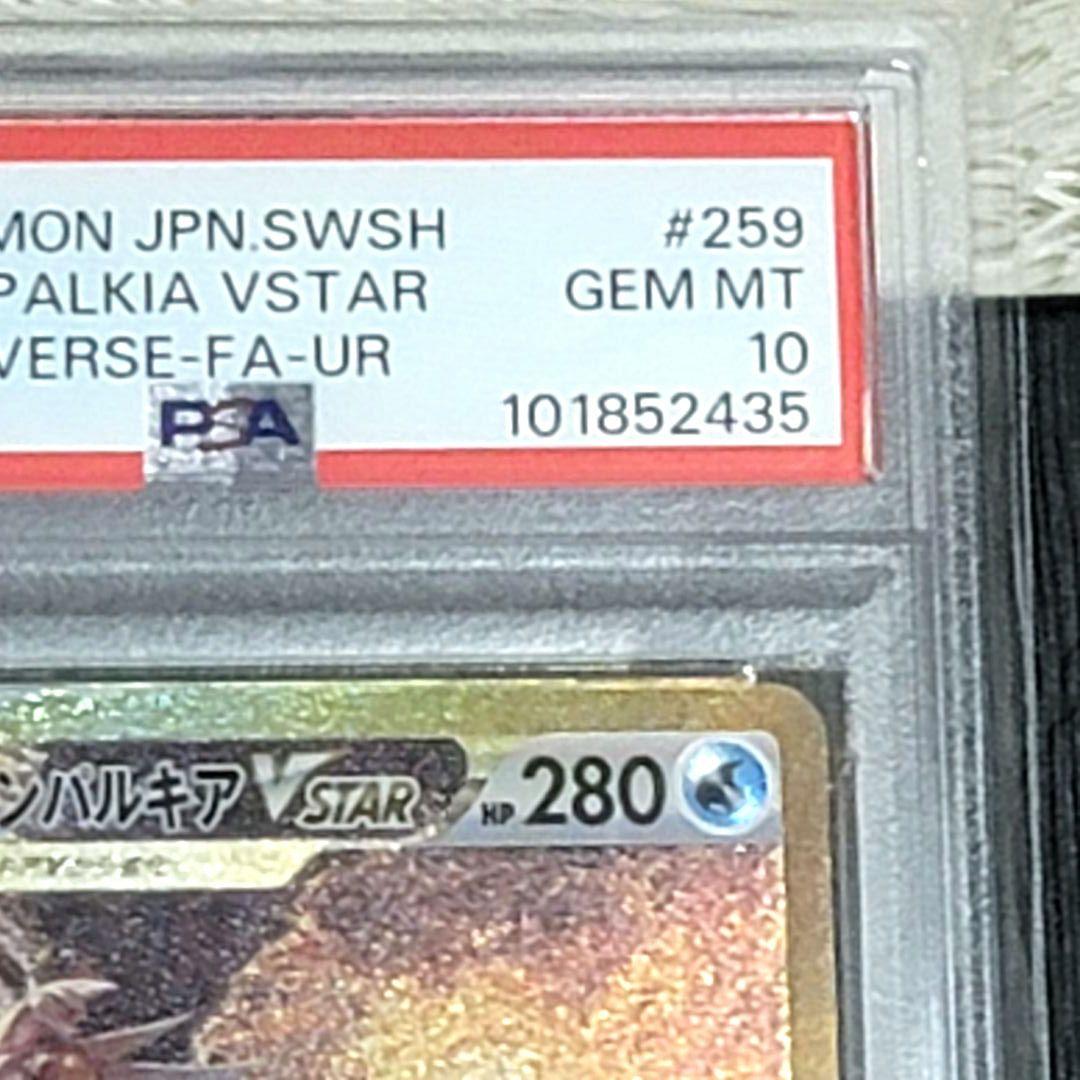 MON JPN.SWSH #259
PALKIA VSTAR GEM MT
VERSE-FA-UR 10
PSA 101852435
ンパルキア VSTAR HP 280